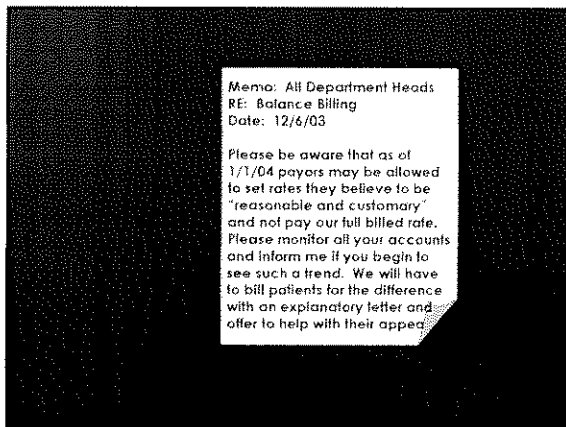 Memo: All Department Heads
RE: Balance Billing
Date: 12/6/03
Please be aware that as of
1/1/04 payors may be allowed
to set rates they believe to be
"reasonable and customary"
and not pay our full billed rate.
Please monitor all your accounts
and inform me if you begin to
see such a trend. We will have
to bill patients for the difference
with an explanatory letter and
offer to help with their appea